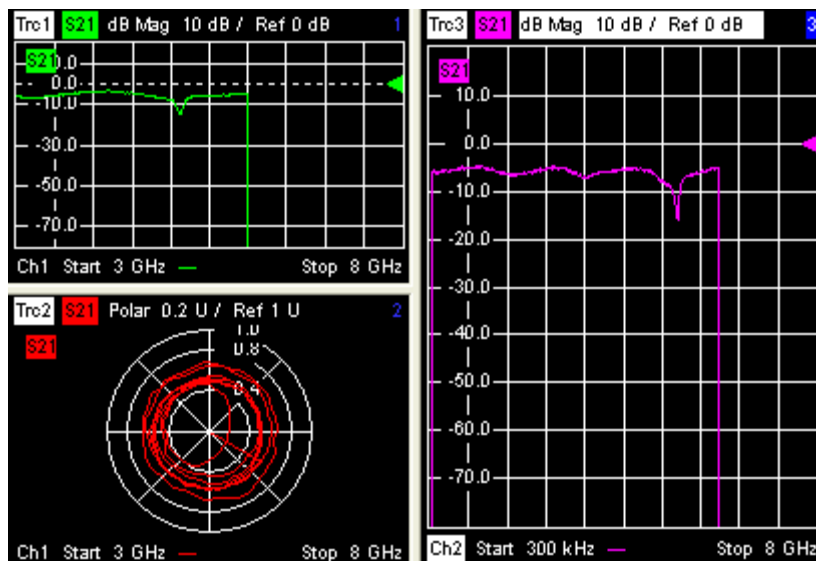 Trc1 S21 dB Mag 10 dB / Ref 0 dB 1
S21
0.0
0.0
-10.0
-30.0
-50.0
-70.0
Ch1 Start 3 GHz — Stop 8 GHz
Trc2 S21 Polar 0.2 U / Ref 1 U 2
S21
1.0
0.8
0.4
Ch1 Start 3 GHz — Stop 8 GHz
Trc3 S21 dB Mag 10 dB / Ref 0 dB 3
S21
10.0
0.0
-10.0
-20.0
-30.0
-40.0
-50.0
-60.0
-70.0
Ch2 Start 300 kHz — Stop 8 GHz